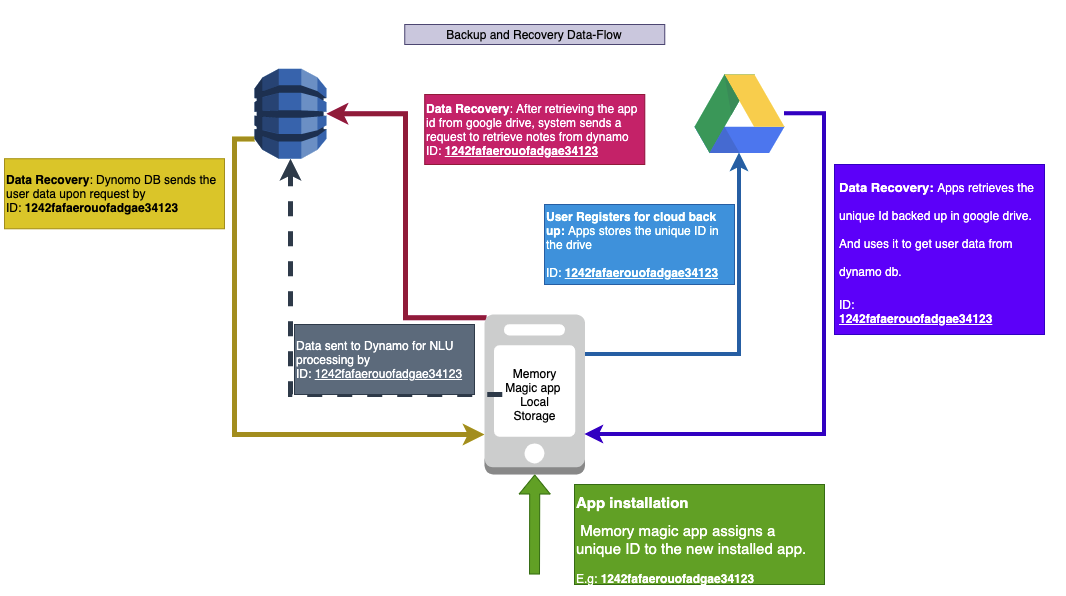 Backup and Recovery Data-Flow
Data Recovery: After retrieving the app
id from google drive, system sends a
request to retrieve notes from dynamo
ID: 1242fafaerouofadgae34123
Data Recovery: Dynomo DB sends the
user data upon request by
ID: 1242fafaerouofadgae34123
User Registers for cloud back
up: Apps stores the unique ID in
the drive
ID: 1242fafaerouofadgae34123
Data Recovery: Apps retrieves the
unique Id backed up in google drive.
And uses it to get user data from
dynamo db.
ID:
1242fafaerouofadgae34123
Data sent to Dynamo for NLU
processing by
ID: 1242fafaerouofadgae34123
Memory
Magic app
Local
Storage
App installation
Memory magic app assigns a
unique ID to the new installed app.
E.g: 1242fafaerouofadgae34123